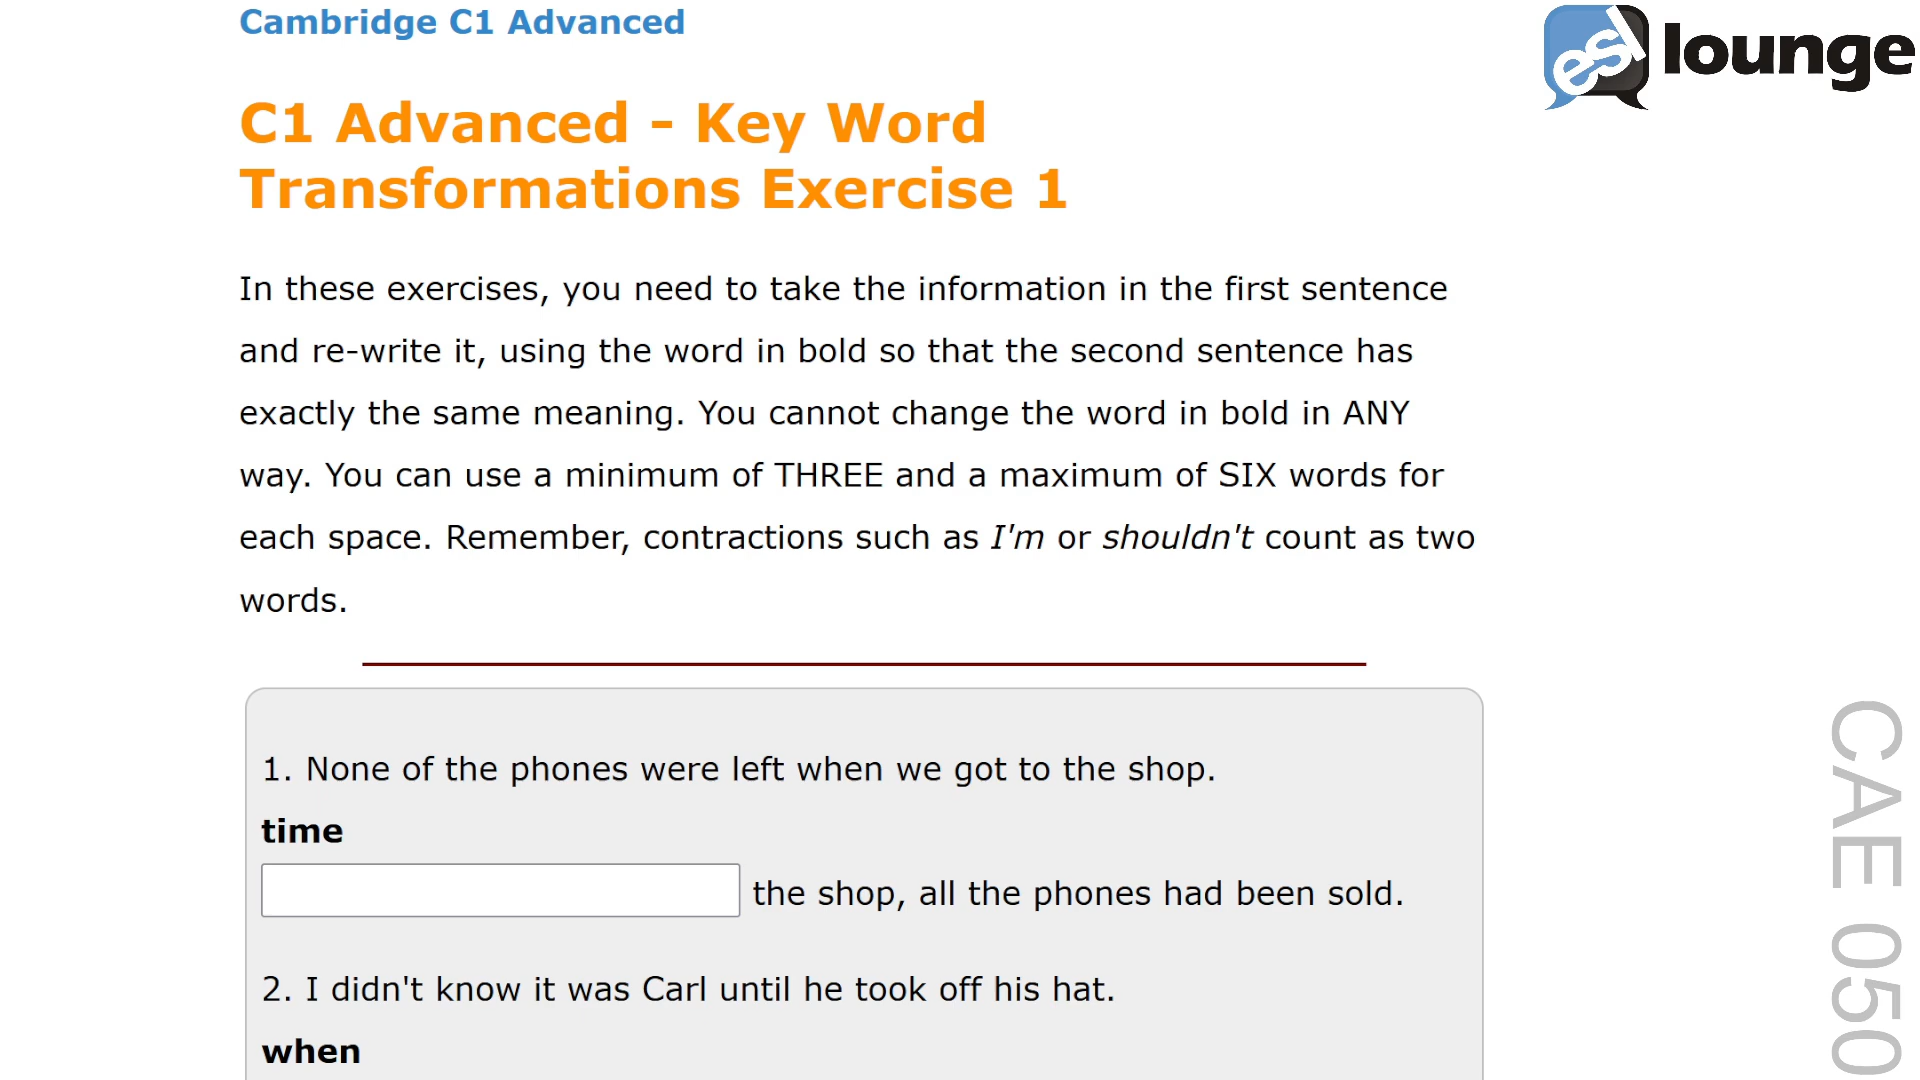 Cambridge C1 Advanced
esl lounge
C1 Advanced - Key Word
Transformations Exercise 1
In these exercises, you need to take the information in the first sentence
and re-write it, using the word in bold so that the second sentence has
exactly the same meaning. You cannot change the word in bold in ANY
way. You can use a minimum of THREE and a maximum of SIX words for
each space. Remember, contractions such as I'm or shouldn't count as two
words.
1. None of the phones were left when we got to the shop.
time
the shop, all the phones had been sold.
2. I didn't know it was Carl until he took off his hat.
when
CAE 050